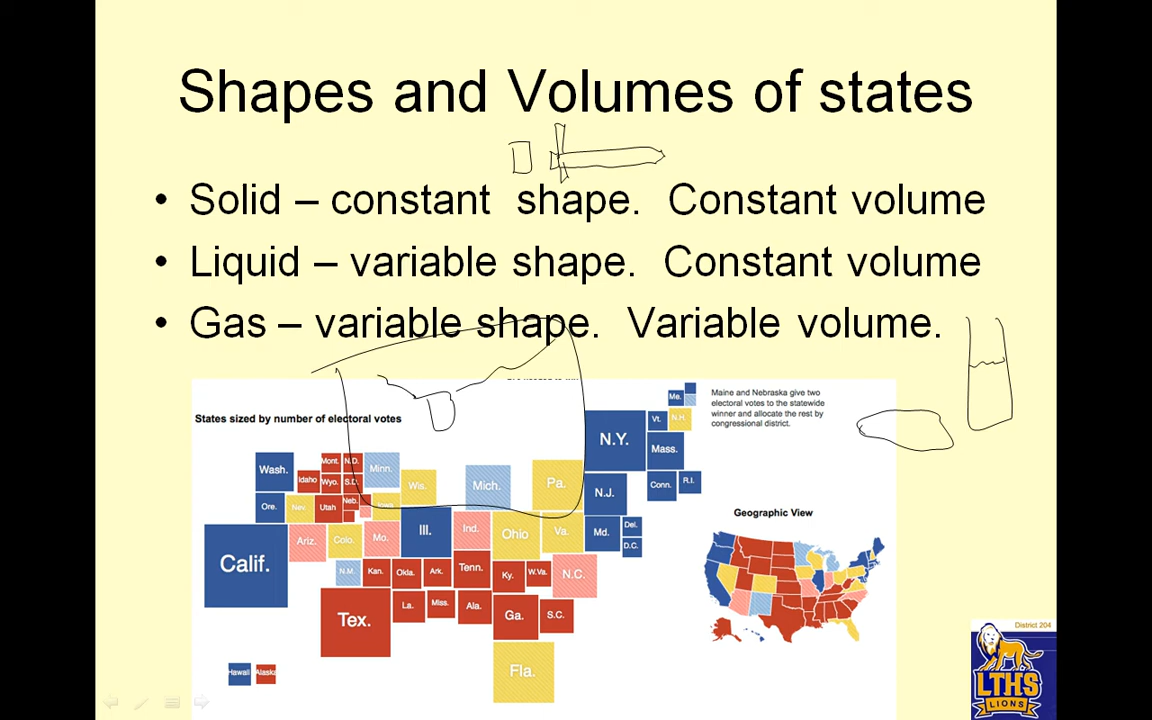 Shapes and Volumes of states
• Solid – constant shape. Constant volume
• Liquid – variable shape. Constant volume
• Gas – variable shape. Variable volume.
States sized by number of electoral votes
Maine and Nebraska give two
electoral votes to the statewide
winner and allocate the rest by
congressional district.
Me.
Wash. Mont. N.D. Minn. Vt. N.H.
Idaho Wyo. S.D. Wis. Mich. Pa. N.Y. Mass.
Ore. Nev. Utah Neb. Iowa Ill. Ind. Ohio Va. N.J. Conn. R.I.
Calif. Ariz. Colo. Mo. Md. Del.
D.C.
N.M. Kan. Okla. Ark. Tenn. Ky. W.Va. N.C.
Tex. La. Miss. Ala. Ga. S.C.
Hawaii Alaska Fla.
Geographic View
District 204
LTHS
LIONS